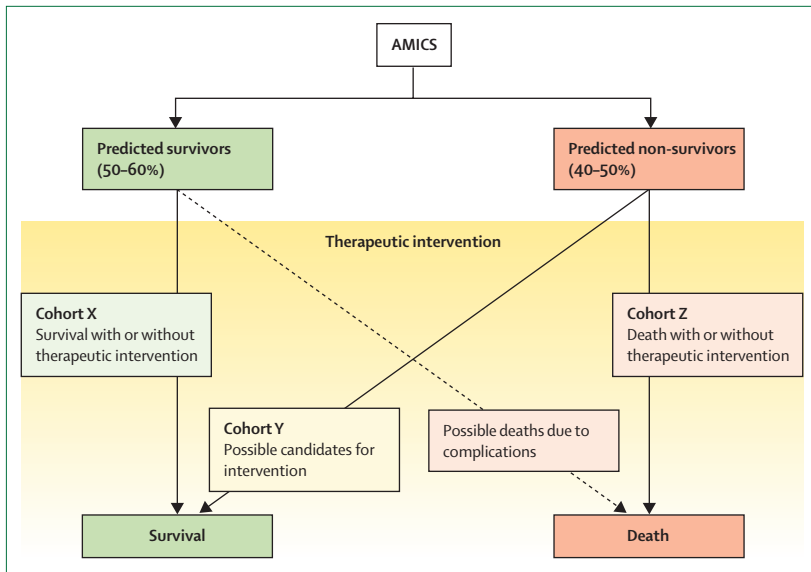 AMICS
Predicted survivors
(50–60%)
Predicted non-survivors
(40–50%)
Therapeutic intervention
Cohort X
Survival with or without
therapeutic intervention
Cohort Z
Death with or without
therapeutic intervention
Cohort Y
Possible candidates for
intervention
Possible deaths due to
complications
Survival
Death